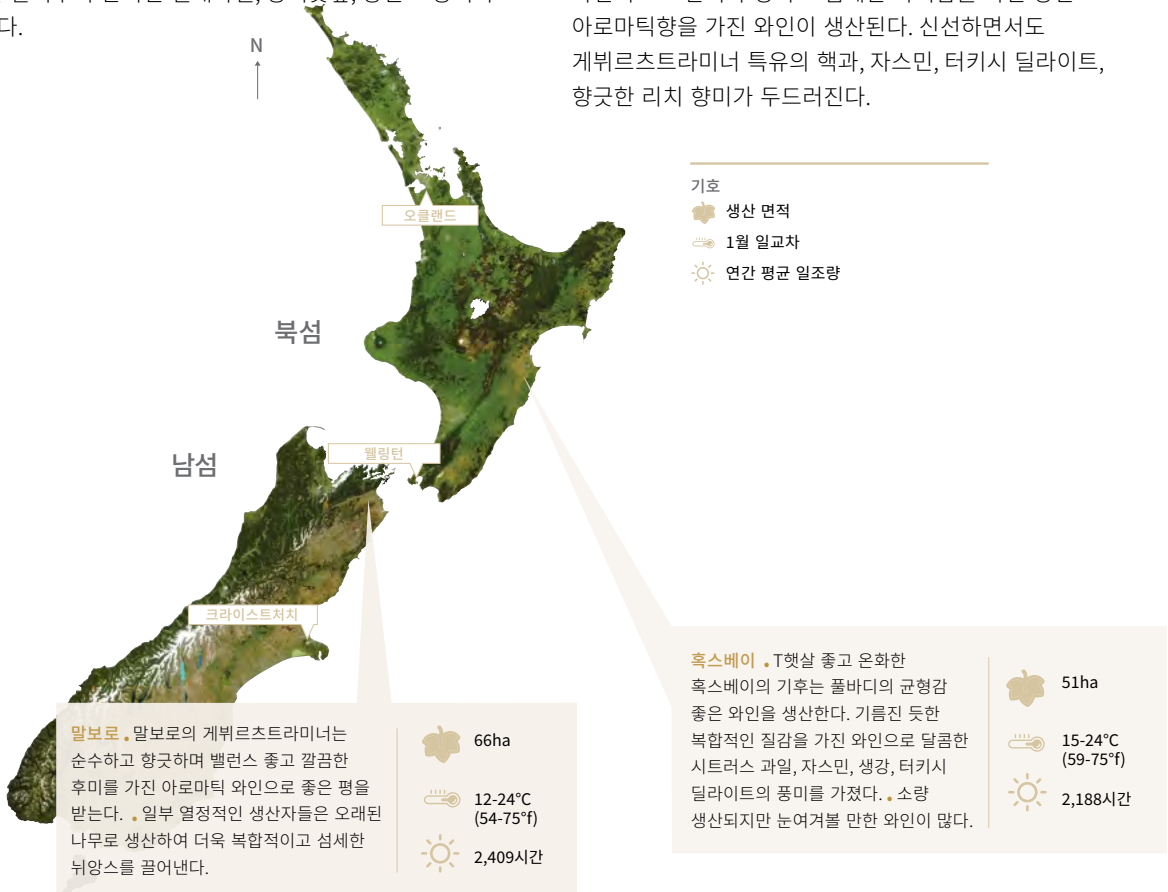 다.
아로마틱향을 가진 와인이 생산된다. 신선하면서도
게뷔르츠트라미너 특유의 핵과, 자스민, 터키시 딜라이트,
향긋한 리치 향미가 두드러진다.
N
기호
생산 면적
1월 일교차
연간 평균 일조량
오클랜드
북섬
웰링턴
남섬
크라이스트처치
혹스베이 • T햇살 좋고 온화한
혹스베이의 기후는 풀바디의 균형감
좋은 와인을 생산한다. 기름진 듯한
복합적인 질감을 가진 와인으로 달콤한
시트러스 과일, 자스민, 생강, 터키시
딜라이트의 풍미를 가졌다. • 소량
생산되지만 눈여겨볼 만한 와인이 많다.
51ha
15-24°C
(59-75°f)
2,188시간
말보로 • 말보로의 게뷔르츠트라미너는
순수하고 향긋하며 밸런스 좋고 깔끔한
후미를 가진 아로마틱 와인으로 좋은 평을
받는다. • 일부 열정적인 생산자들은 오래된
나무로 생산하여 더욱 복합적이고 섬세한
뉘앙스를 끌어낸다.
66ha
12-24°C
(54-75°f)
2,409시간